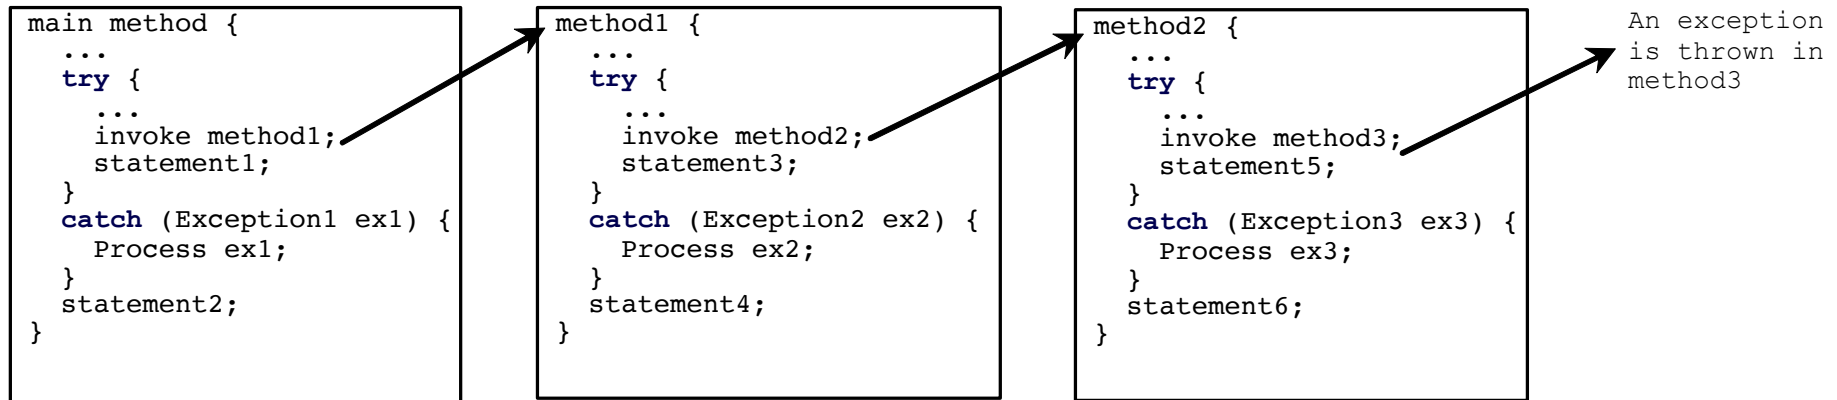 main method {
  ...
  try {
    ...
    invoke method1;
    statement1;
  }
  catch (Exception1 ex1) {
    Process ex1;
  }
  statement2;
}
method1 {
  ...
  try {
    ...
    invoke method2;
    statement3;
  }
  catch (Exception2 ex2) {
    Process ex2;
  }
  statement4;
}
method2 {
  ...
  try {
    ...
    invoke method3;
    statement5;
  }
  catch (Exception3 ex3) {
    Process ex3;
  }
  statement6;
}
An exception
is thrown in
method3